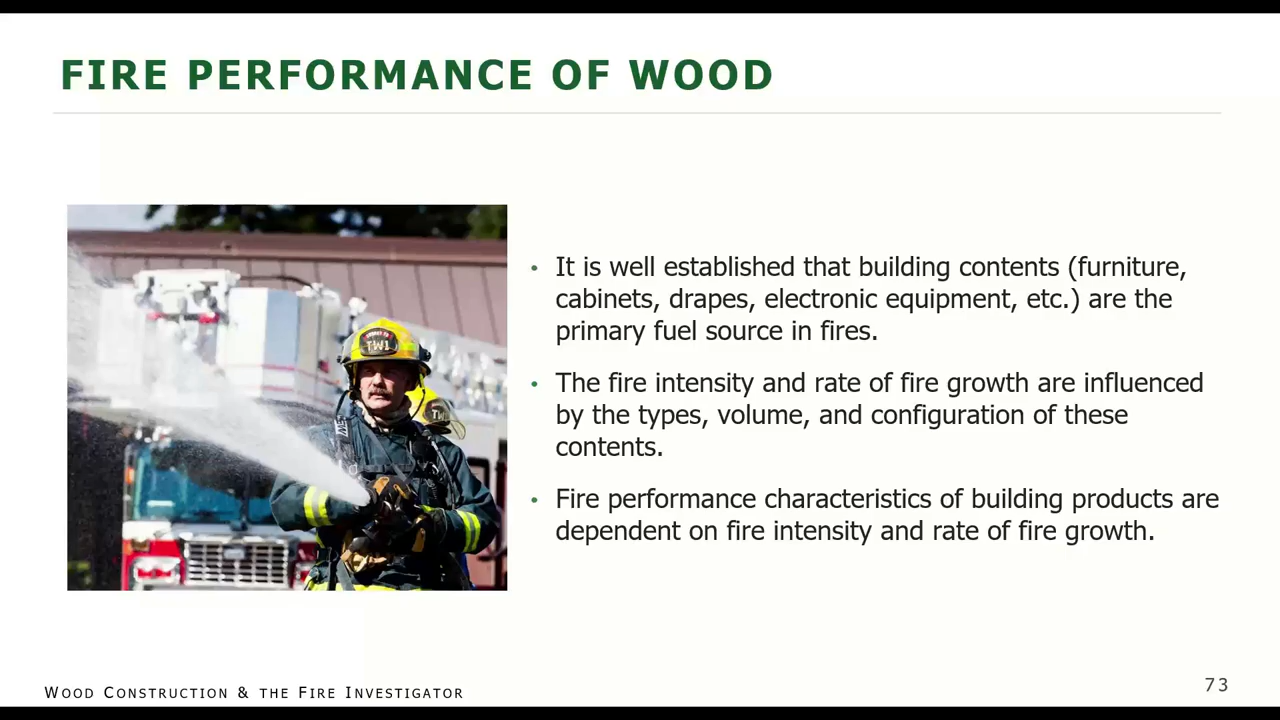 FIRE PERFORMANCE OF WOOD
TW1
• It is well established that building contents (furniture,
cabinets, drapes, electronic equipment, etc.) are the
primary fuel source in fires.
• The fire intensity and rate of fire growth are influenced
by the types, volume, and configuration of these
contents.
• Fire performance characteristics of building products are
dependent on fire intensity and rate of fire growth.
WOOD CONSTRUCTION & THE FIRE INVESTIGATOR
73